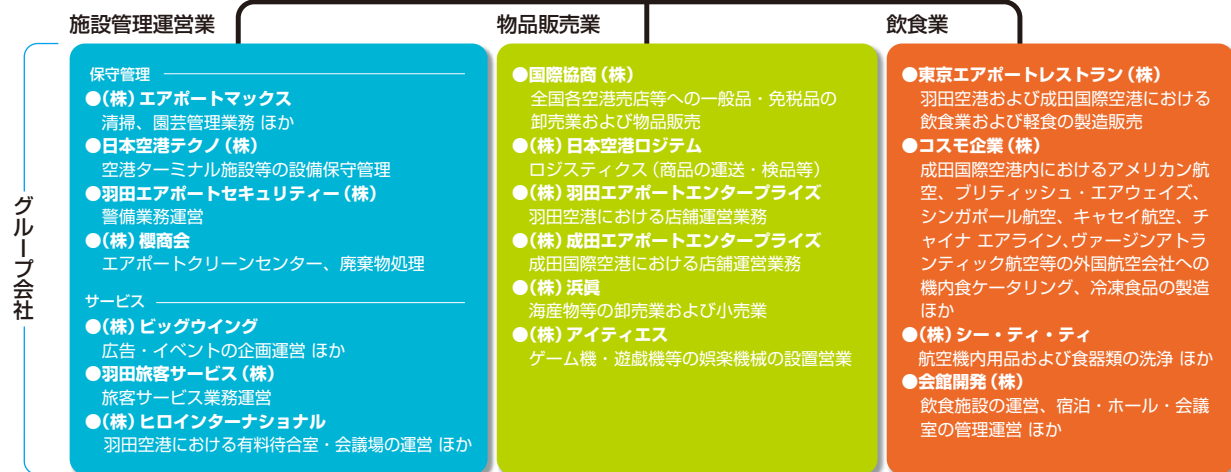 施設管理運営業
物品販売業
飲食業
グループ会社
保守管理
●(株)エアポートマックス
清掃、園芸管理業務 ほか
●日本空港テクノ(株)
空港ターミナル施設等の設備保守管理
●羽田エアポートセキュリティー(株)
警備業務運営
●(株)櫻商会
エアポートクリーンセンター、廃棄物処理
サービス
●(株)ビッグウイング
広告・イベントの企画運営 ほか
●羽田旅客サービス(株)
旅客サービス業務運営
●(株)ヒロインターナショナル
羽田空港における有料待合室・会議場の運営 ほか
●国際協商(株)
全国各空港売店等への一般品・免税品の
卸売業および物品販売
●(株)日本空港ロジテム
ロジスティクス(商品の運送・検品等)
●(株)羽田エアポートエンタープライズ
羽田空港における店舗運営業務
●(株)成田エアポートエンタープライズ
成田国際空港における店舗運営業務
●(株)浜眞
海産物等の卸売業および小売業
●(株)アイティエス
ゲーム機・遊戯機等の娯楽機械の設置営業
●東京エアポートレストラン(株)
羽田空港および成田国際空港における
飲食業および軽食の製造販売
●コスモ企業(株)
成田国際空港内におけるアメリカン航
空、ブリティッシュ・エアウェイズ、
シンガポール航空、キャセイ航空、チ
ャイナ エアライン、ヴァージンアトラ
ンティック航空等の外国航空会社への
機内食ケータリング、冷凍食品の製造
ほか
●(株)シー・ティ・ティ
航空機内用品および食器類の洗浄 ほか
●会館開発(株)
飲食施設の運営、宿泊・ホール・会議
室の管理運営 ほか